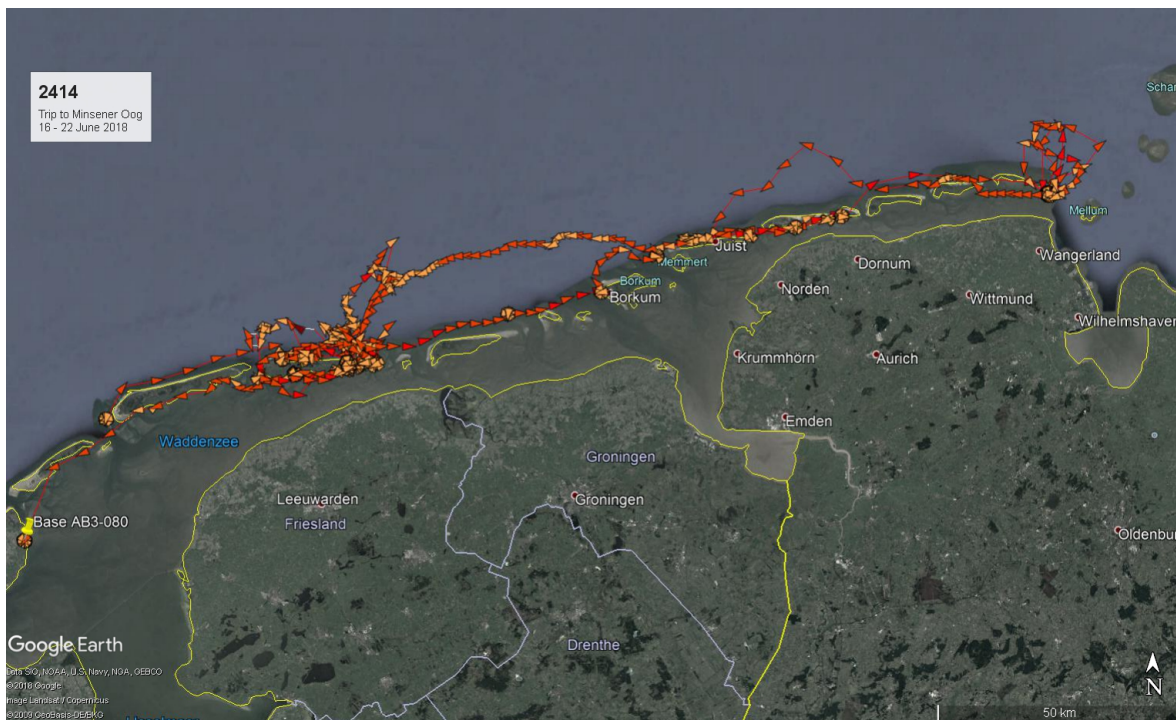 2414
Trip to Minsener Oog
16 - 22 June 2018
Schar
Mellum
Wangerland
Juist
Memmert
Dornum
Borkum
Borkum
Norden
Wittmund
Wilhelmshaven
Krummhörn
Aurich
Emden
Waddenzee
Groningen
Leeuwarden
Groningen
Base AB3-080
Friesland
Oldenbur
Drenthe
Google Earth
Data SIO, NOAA, U.S. Navy, NGA, GEBCO
©2018 Google
Image Landsat / Copernicus
©2009 GeoBasis-DE/BKG
N
50 km